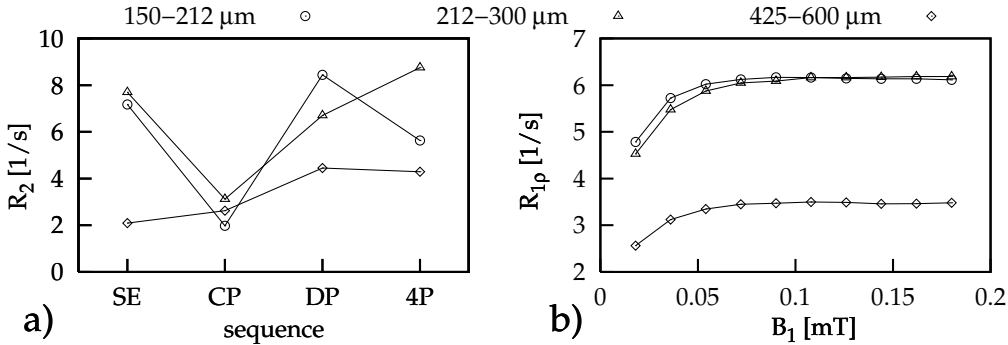 150–212 µm 212–300 µm 425–600 µm
10
8
6
4
2
0
R2 [1/s]
SE CP DP 4P
sequence
a)
7
6
5
4
3
2
R1ρ [1/s]
0 0.05 0.1 0.15 0.2
B1 [mT]
b)